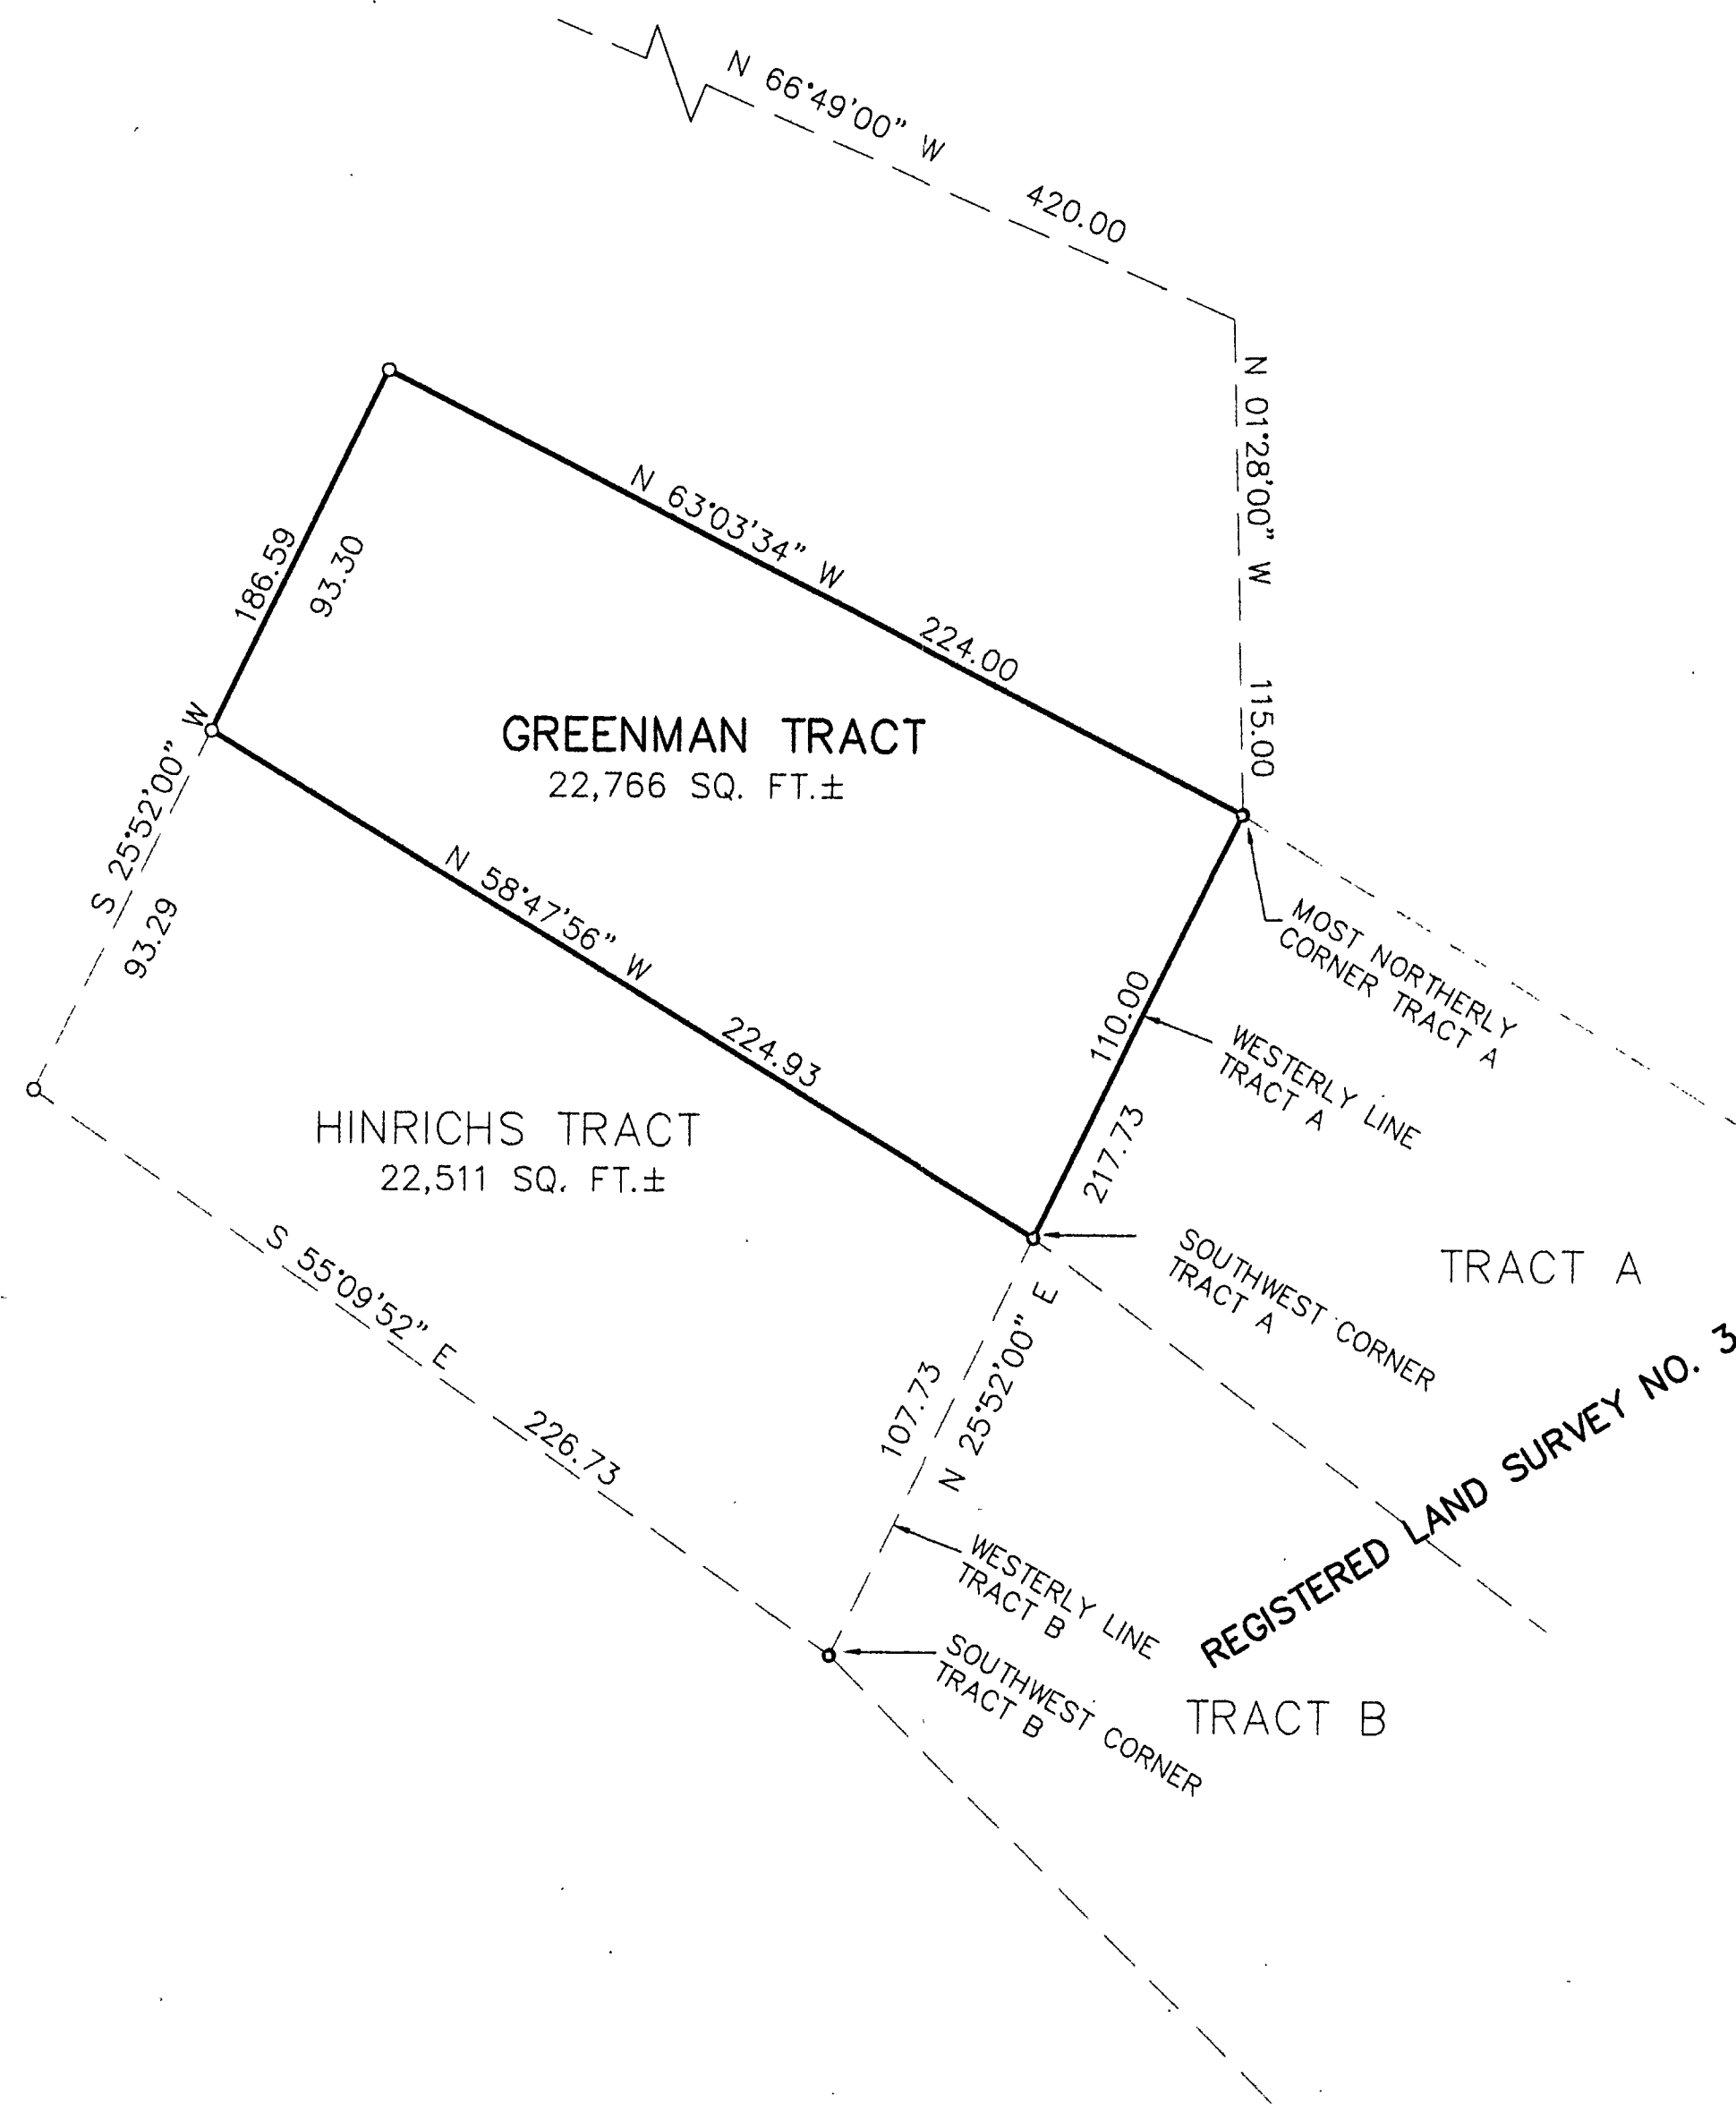 N 66°49'00" W
420.00
N 01°28'00" W
115.00
N 63°03'34" W
224.00
186.59
93.30
GREENMAN TRACT
22,766 SQ. FT.±
S 25°52'00" W
93.29
N 58°47'56" W
224.93
110.00
217.73
MOST NORTHERLY
CORNER TRACT A
WESTERLY LINE
TRACT A
HINRICHS TRACT
22,511 SQ. FT.±
SOUTHWEST CORNER
TRACT A
TRACT A
S 55°09'52" E
226.73
107.73
N 25°52'00" E
REGISTERED LAND SURVEY NO. 3
WESTERLY LINE
TRACT B
SOUTHWEST CORNER
TRACT B
TRACT B